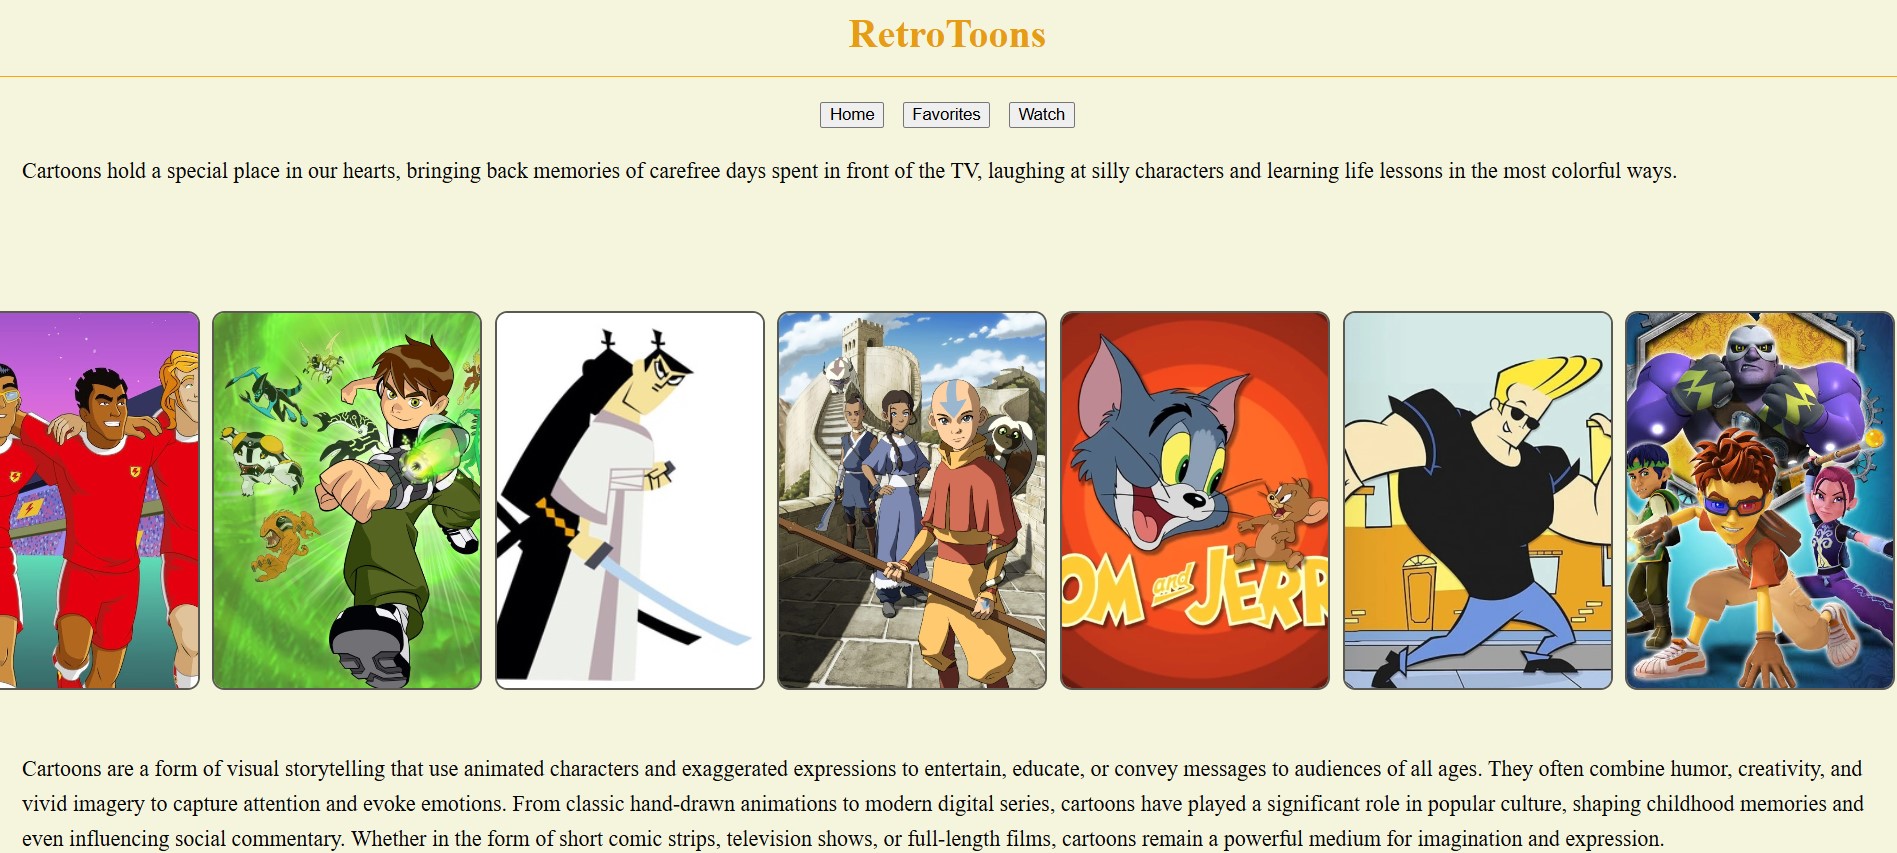 RetroToons
Home Favorites Watch
Cartoons hold a special place in our hearts, bringing back memories of carefree days spent in front of the TV, laughing at silly characters and learning life lessons in the most colorful ways.
OM and JERR
Cartoons are a form of visual storytelling that use animated characters and exaggerated expressions to entertain, educate, or convey messages to audiences of all ages. They often combine humor, creativity, and
vivid imagery to capture attention and evoke emotions. From classic hand-drawn animations to modern digital series, cartoons have played a significant role in popular culture, shaping childhood memories and
even influencing social commentary. Whether in the form of short comic strips, television shows, or full-length films, cartoons remain a powerful medium for imagination and expression.